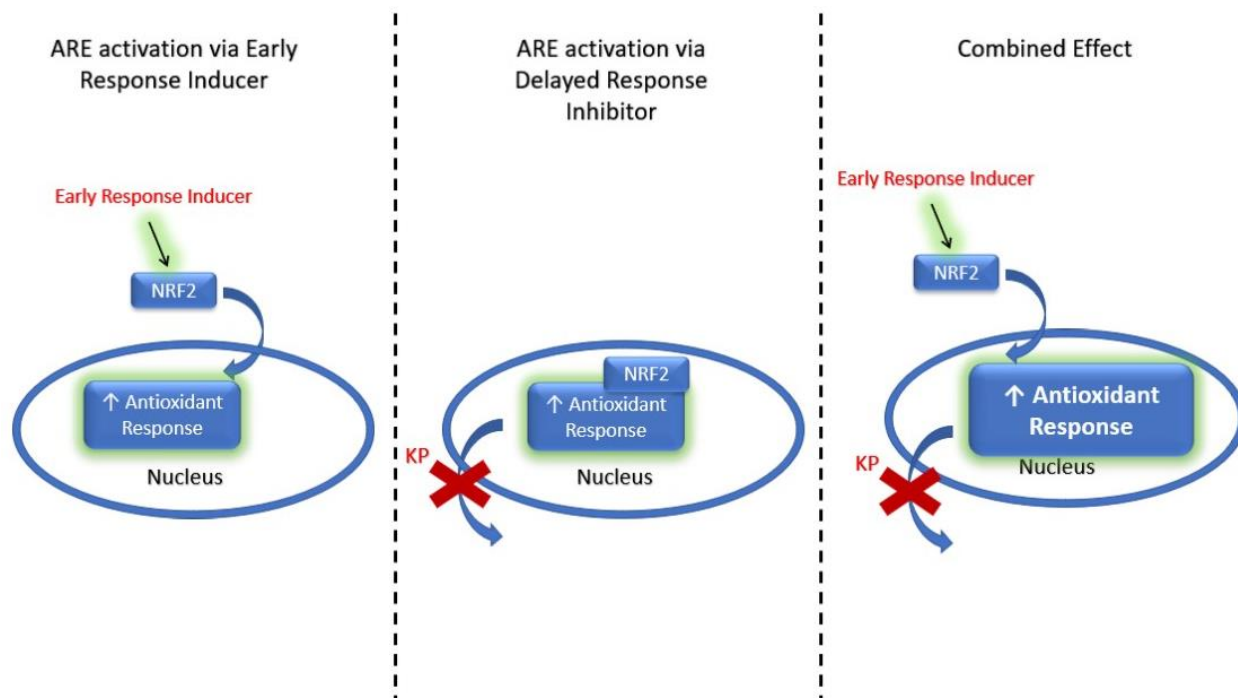 ARE activation via Early
Response Inducer
Early Response Inducer
NRF2
↑ Antioxidant
Response
Nucleus
ARE activation via
Delayed Response
Inhibitor
NRF2
↑ Antioxidant
Response
KP
Nucleus
Combined Effect
Early Response Inducer
NRF2
↑ Antioxidant
Response
KP
Nucleus